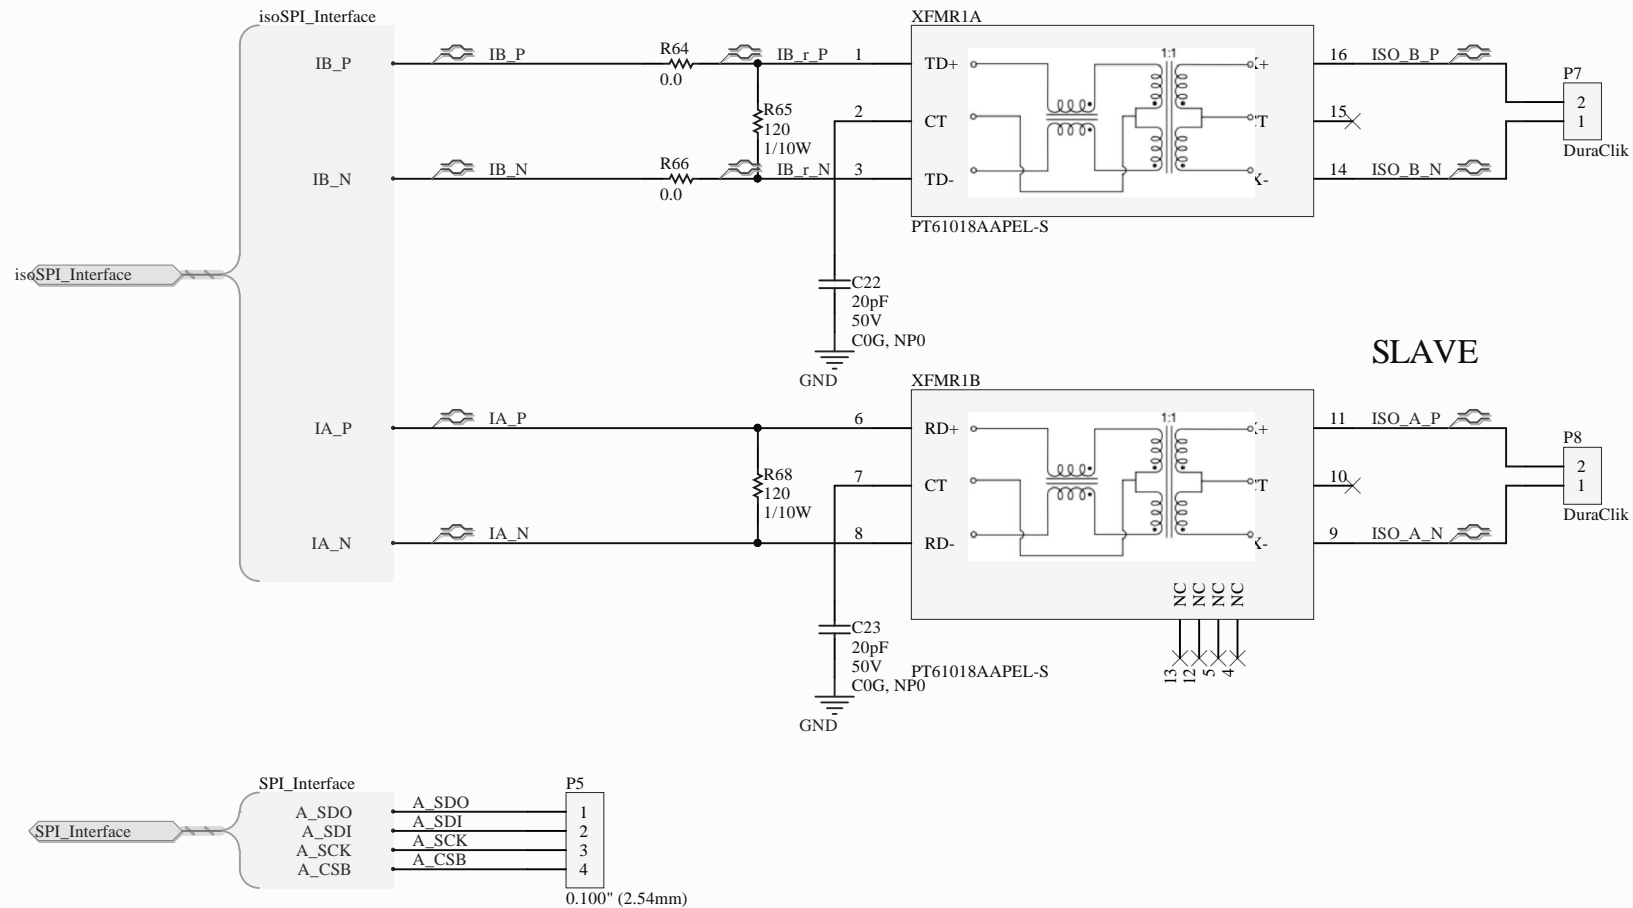 isoSPI_Interface
XFMR1A
IB_P
IB_P
R64
0.0
IB_r_P
1
TD+
1:1
X+
16
ISO_B_P
P7
2
1
DuraClik
R65
120
1/10W
2
CT
CT
15
IB_N
IB_N
R66
0.0
IB_r_N
3
TD-
X-
14
ISO_B_N
PT61018AAPEL-S
isoSPI_Interface
C22
20pF
50V
C0G, NP0
GND
SLAVE
XFMR1B
IA_P
IA_P
6
RD+
1:1
X+
11
ISO_A_P
P8
2
1
DuraClik
R68
120
1/10W
7
CT
CT
10
IA_N
IA_N
8
RD-
X-
9
ISO_A_N
NC
NC
NC
NC
13
12
5
4
C23
20pF
50V
C0G, NP0
PT61018AAPEL-S
GND
SPI_Interface
P5
A_SDO
A_SDO
1
A_SDI
A_SDI
2
SPI_Interface
A_SCK
A_SCK
3
A_CSB
A_CSB
4
0.100" (2.54mm)